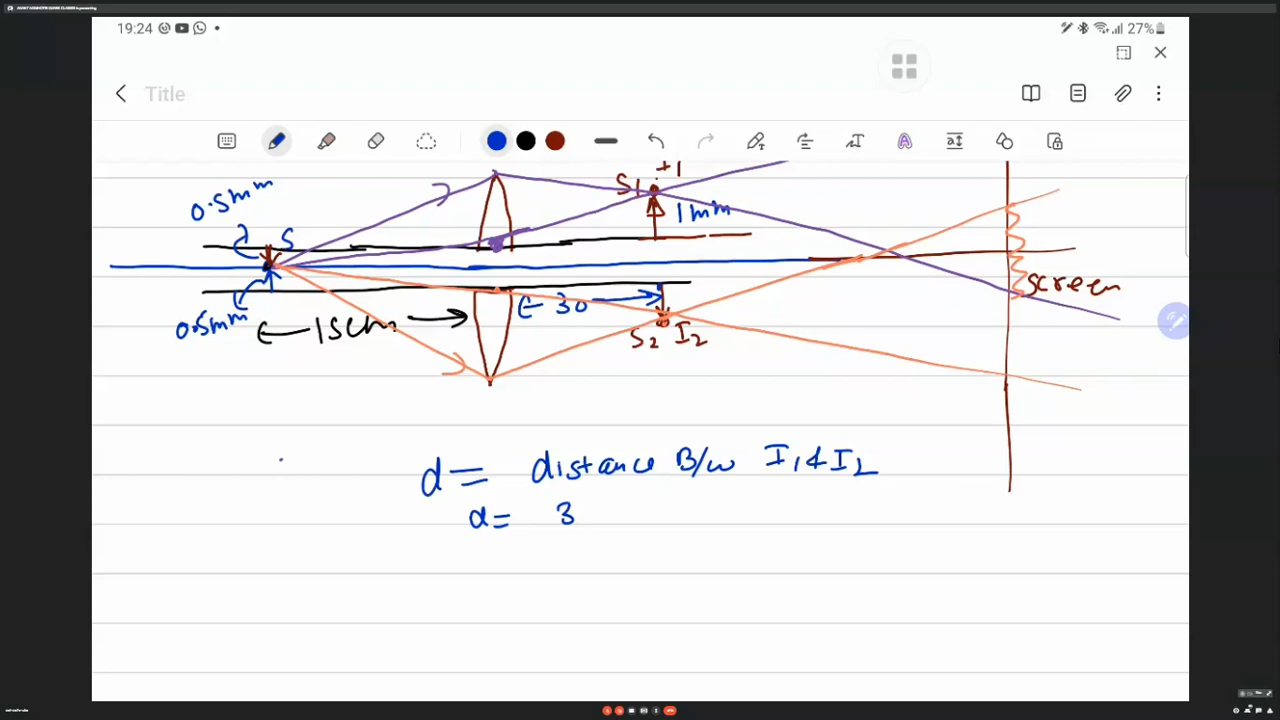 19:24
27%
Title
0.5mm
S
S1
+1
1mm
0.5mm
← 15cm →
← 30 →
S2 I2
screen
d = distance B/w I1 & I2
d = 3